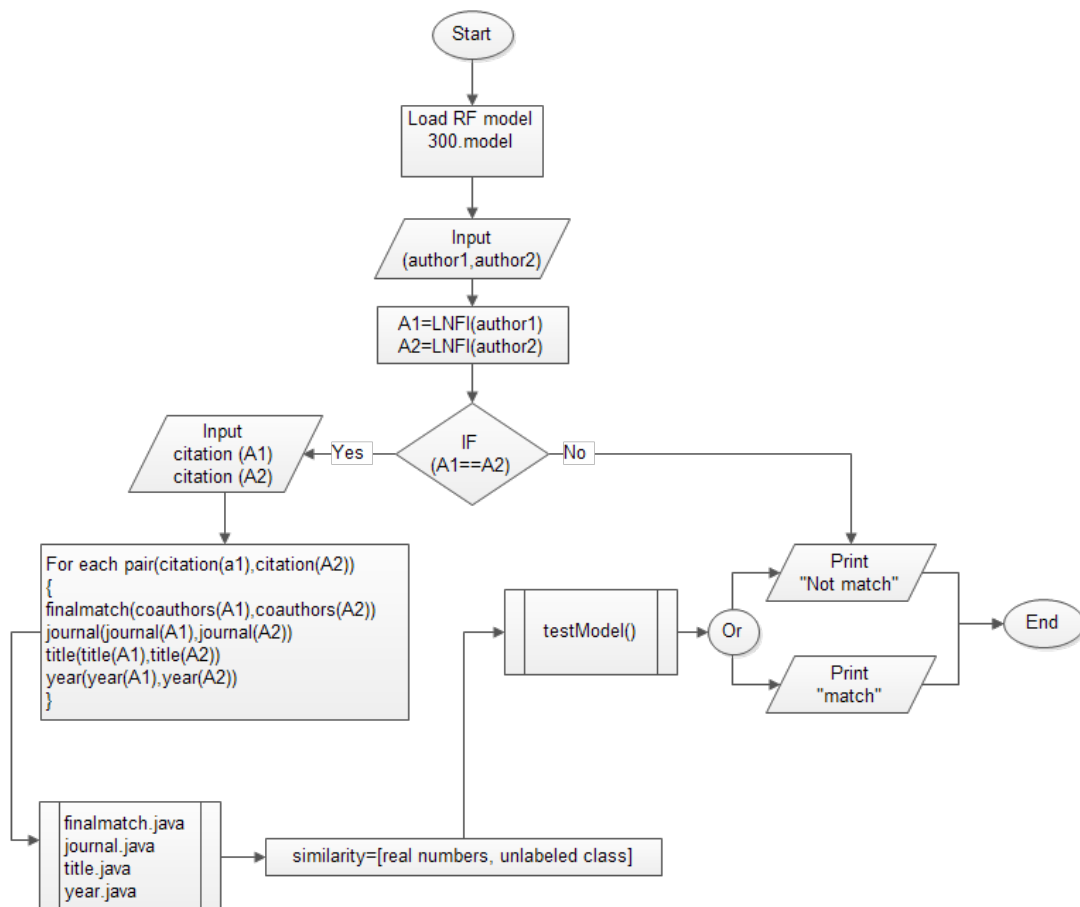 Start
Load RF model
300.model
Input
(author1,author2)
A1=LNFI(author1)
A2=LNFI(author2)
IF
(A1==A2)
Yes
No
Input
citation (A1)
citation (A2)
For each pair(citation(a1),citation(A2))
{
finalmatch(coauthors(A1),coauthors(A2))
journal(journal(A1),journal(A2))
title(title(A1),title(A2))
year(year(A1),year(A2))
}
finalmatch.java
journal.java
title.java
year.java
similarity=[real numbers, unlabeled class]
testModel()
Or
Print
"Not match"
Print
"match"
End